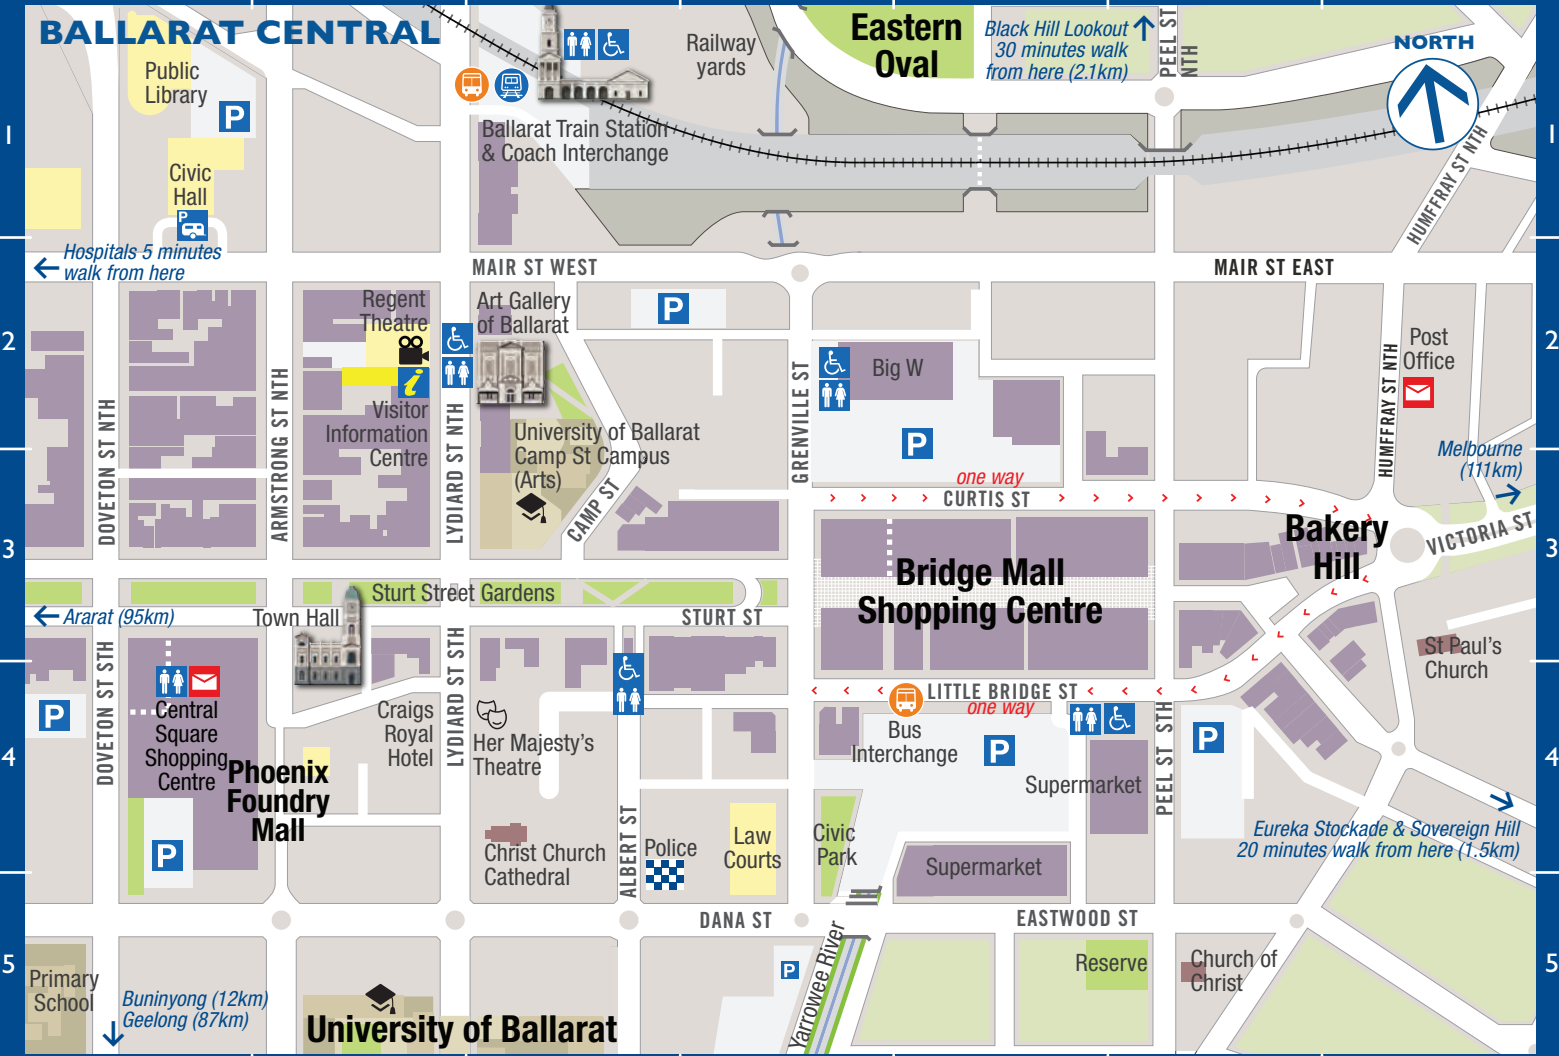 BALLARAT CENTRAL
Public
Library
P
Civic
Hall
P
Hospitals 5 minutes
walk from here
Railway
yards
Ballarat Train Station
& Coach Interchange
Eastern
Oval
Black Hill Lookout
30 minutes walk
from here (2.1km)
PEEL ST
NTH
NORTH
HUMFFRAY ST NTH
1
1
MAIR ST WEST
MAIR ST EAST
2
2
Regent
Theatre
i
Visitor
Information
Centre
Art Gallery
of Ballarat
P
University of Ballarat
Camp St Campus
(Arts)
DOVETON ST NTH
ARMSTRONG ST NTH
LYDIARD ST NTH
CAMP ST
GRENVILLE ST
Big W
P
one way
CURTIS ST
HUMFFRAY ST NTH
Post
Office
Melbourne
(111km)
VICTORIA ST
3
3
Bakery
Hill
Bridge Mall
Shopping Centre
Sturt Street Gardens
STURT ST
Ararat (95km)
Town Hall
St Paul's
Church
DOVETON ST STH
P
Central
Square
Shopping
Centre
Phoenix
Foundry
Mall
P
Craigs
Royal
Hotel
LYDIARD ST STH
Her Majesty's
Theatre
LITTLE BRIDGE ST
one way
Bus
Interchange
P
Supermarket
PEEL ST STH
P
4
4
Eureka Stockade & Sovereign Hill
20 minutes walk from here (1.5km)
Christ Church
Cathedral
ALBERT ST
Police
Law
Courts
Civic
Park
Supermarket
DANA ST
EASTWOOD ST
5
5
Primary
School
Buninyong (12km)
Geelong (87km)
University of Ballarat
P
Yarrowee River
Reserve
Church of
Christ